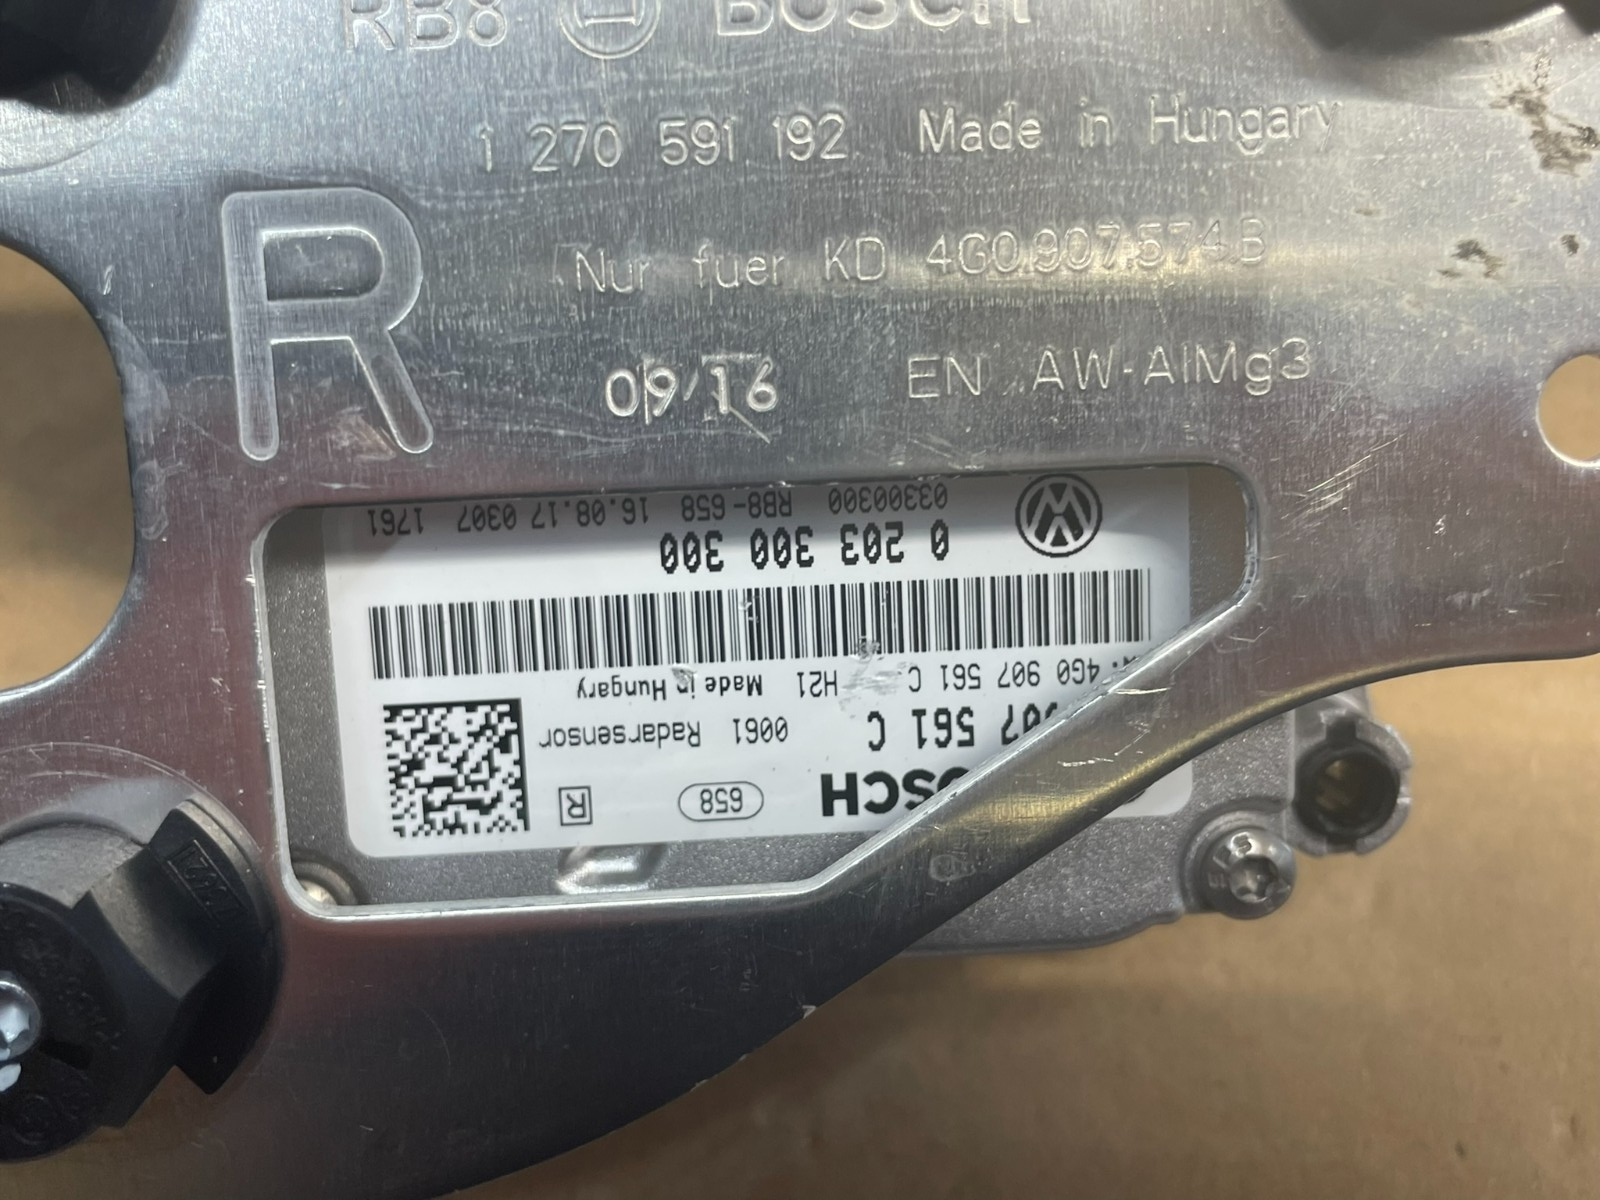 RB8 BOSCH
1 270 591 192 Made in Hungary
R
Nur fuer KD 4G0.907.574.B
09/16 EN AW-AlMg3
BOSCH 658 R
907 561 C 0061 Radarsensor
4G0 907 561 C H21 Made in Hungary
0 203 300 300
03300300 RB8-658 16.08.17 0307 1761
SFS